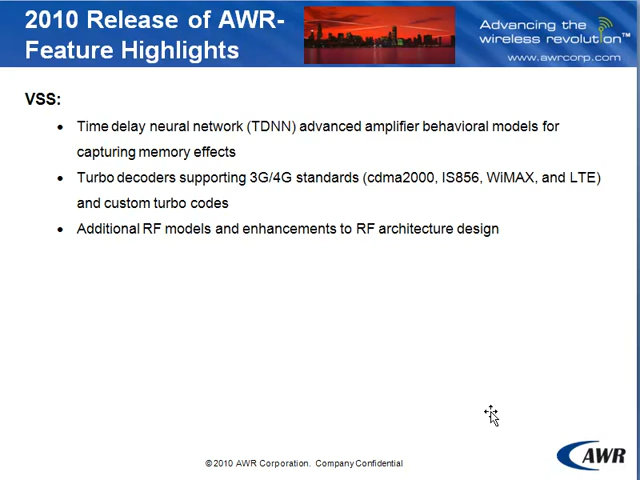 2010 Release of AWR-
Feature Highlights
Advancing the
wireless revolution™
www.awrcorp.com
VSS:
• Time delay neural network (TDNN) advanced amplifier behavioral models for
capturing memory effects
• Turbo decoders supporting 3G/4G standards (cdma2000, IS856, WiMAX, and LTE)
and custom turbo codes
• Additional RF models and enhancements to RF architecture design
© 2010 AWR Corporation. Company Confidential
AWR